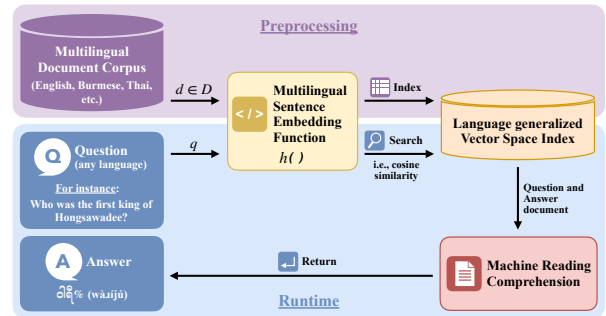 Preprocessing
Multilingual
Document Corpus
(English, Burmese, Thai,
etc.)
d ∈ D
</>
Multilingual
Sentence
Embedding
Function
h( )
Index
Language generalized
Vector Space Index
Q
Question
(any language)
For instance:
Who was the first king of
Hongsawadee?
q
Search
i.e., cosine
similarity
Question and
Answer
document
A
Answer
(wàɹíjú)
Return
Machine Reading
Comprehension
Runtime